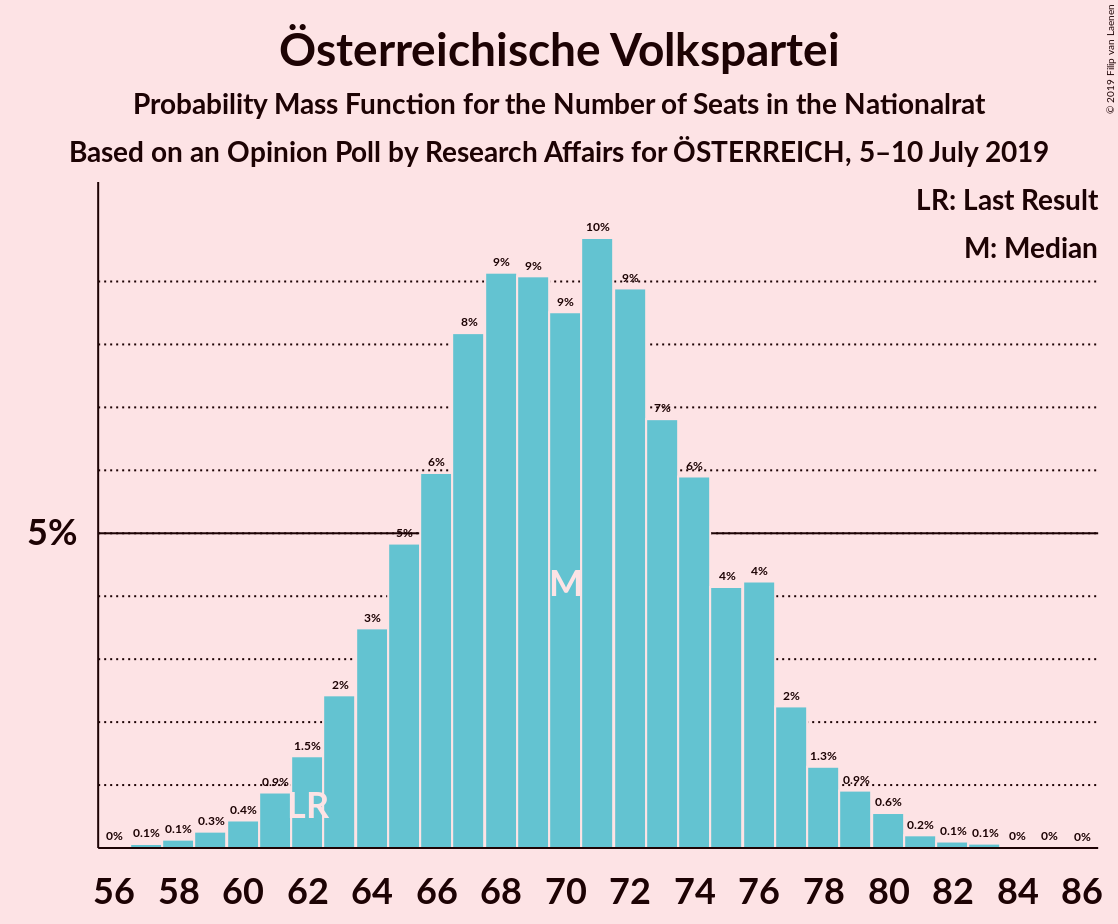 Österreichische Volkspartei
Probability Mass Function for the Number of Seats in the Nationalrat
Based on an Opinion Poll by Research Affairs for ÖSTERREICH, 5–10 July 2019
© 2019 Filip van Laenen
LR: Last Result
M: Median
5%
0% 0.1% 0.1% 0.3% 0.4% 0.9% 1.5% 2% 3% 5% 6% 8% 9% 9% 9% 10% 9% 7% 6% 4% 4% 2% 1.3% 0.9% 0.6% 0.2% 0.1% 0.1% 0% 0% 0%
M
LR
56 58 60 62 64 66 68 70 72 74 76 78 80 82 84 86